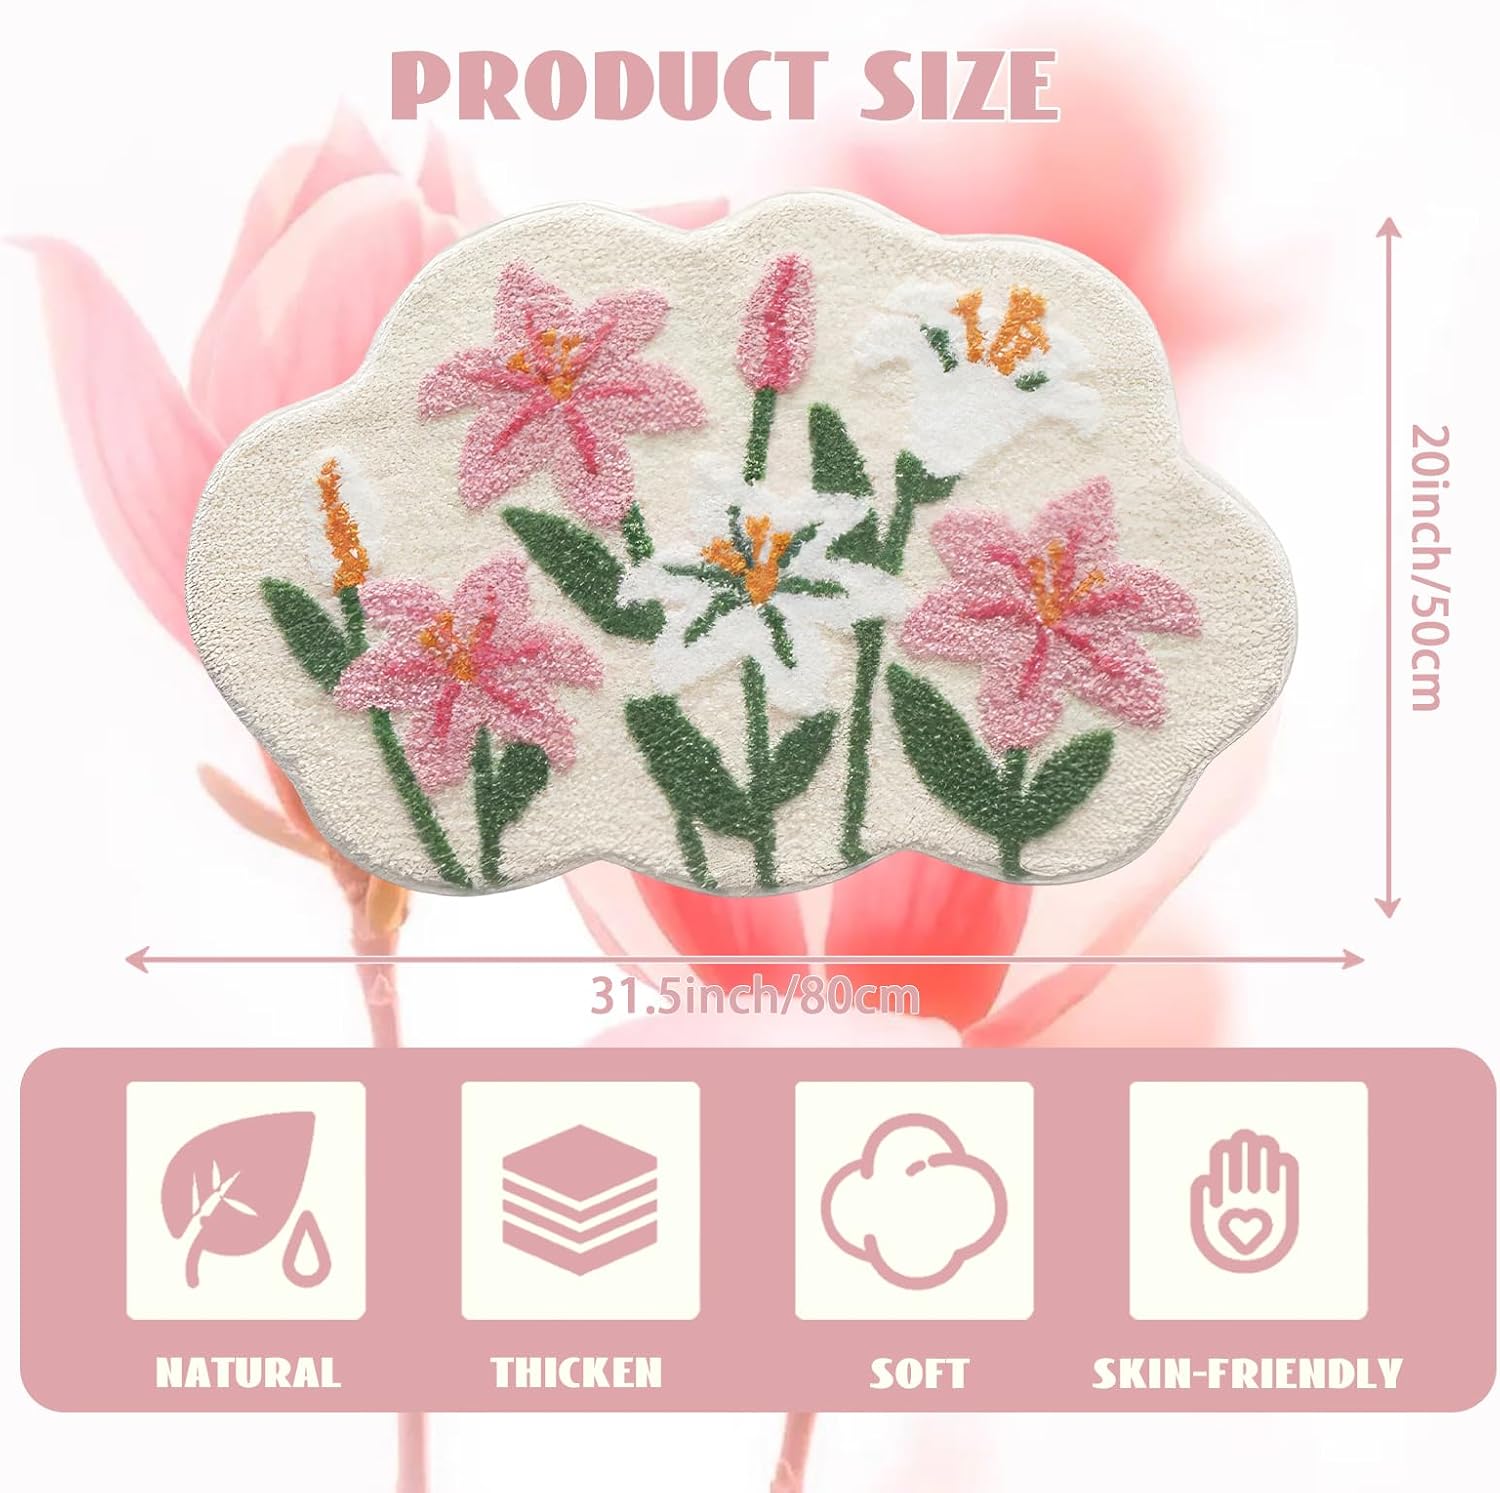 PRODUCT SIZE
20inch/50cm
31.5inch/80cm
NATURAL
THICKEN
SOFT
SKIN-FRIENDLY